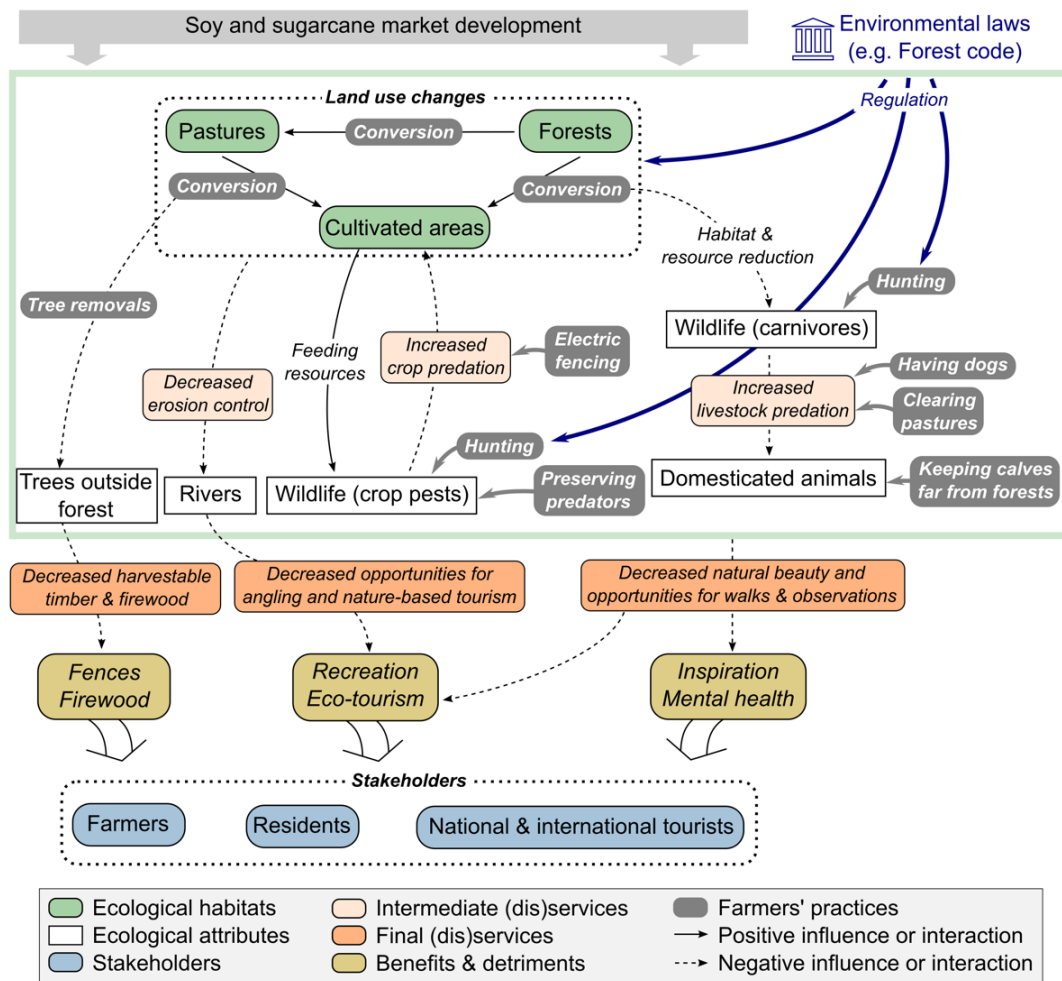 Soy and sugarcane market development
Environmental laws
(e.g. Forest code)
Regulation
Land use changes
Pastures
Conversion
Forests
Conversion
Conversion
Cultivated areas
Habitat &
resource reduction
Tree removals
Hunting
Wildlife (carnivores)
Feeding
resources
Increased
crop predation
Electric
fencing
Decreased
erosion control
Having dogs
Increased
livestock predation
Clearing
pastures
Hunting
Trees outside
forest
Rivers
Wildlife (crop pests)
Preserving
predators
Domesticated animals
Keeping calves
far from forests
Decreased harvestable
timber & firewood
Decreased opportunities for
angling and nature-based tourism
Decreased natural beauty and
opportunities for walks & observations
Fences
Firewood
Recreation
Eco-tourism
Inspiration
Mental health
Stakeholders
Farmers
Residents
National & international tourists
Ecological habitats
Ecological attributes
Stakeholders
Intermediate (dis)services
Final (dis)services
Benefits & detriments
Farmers' practices
Positive influence or interaction
Negative influence or interaction